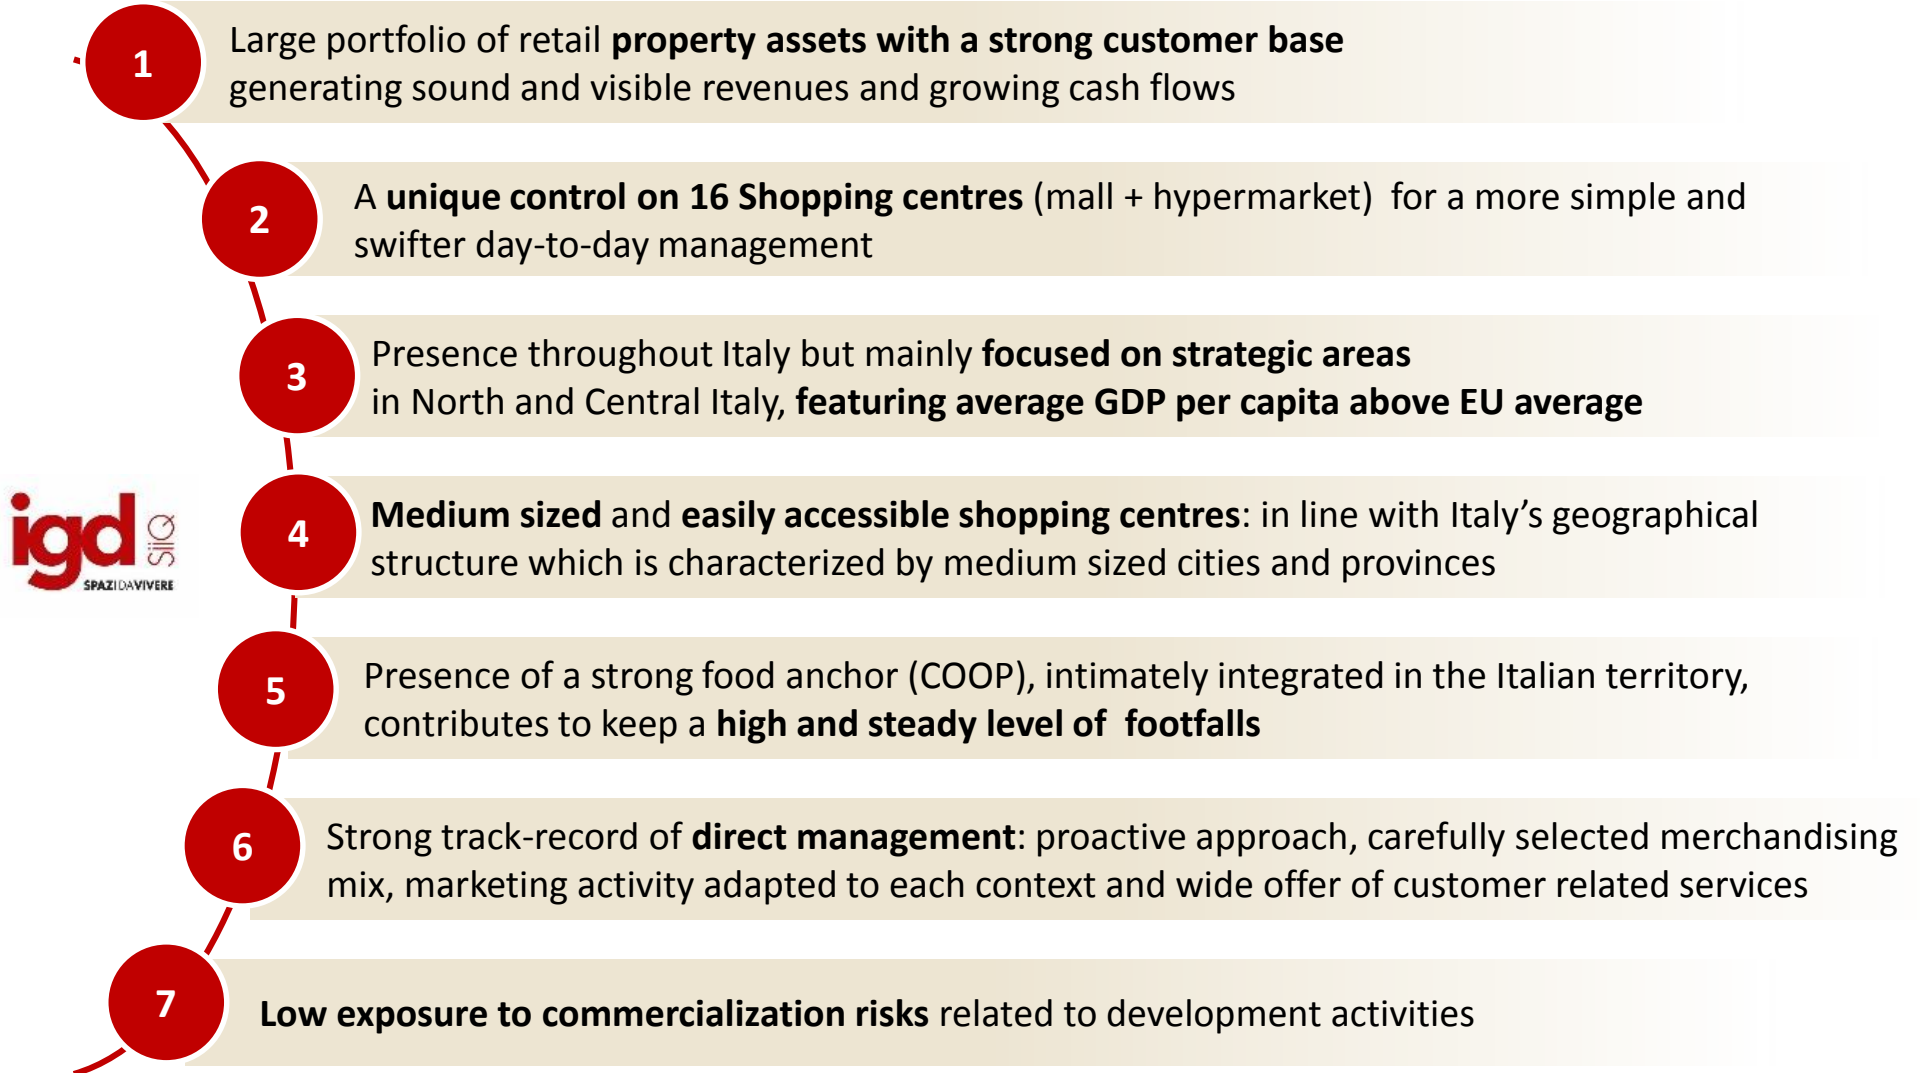 1
Large portfolio of retail property assets with a strong customer base
generating sound and visible revenues and growing cash flows
2
A unique control on 16 Shopping centres (mall + hypermarket)  for a more simple and
swifter day-to-day management
3
Presence throughout Italy but mainly focused on strategic areas
in North and Central Italy, featuring average GDP per capita above EU average
igd SIIQ
SPAZIDAVIVERE
4
Medium sized and easily accessible shopping centres: in line with Italy’s geographical
structure which is characterized by medium sized cities and provinces
5
Presence of a strong food anchor (COOP), intimately integrated in the Italian territory,
contributes to keep a high and steady level of  footfalls
6
Strong track-record of direct management: proactive approach, carefully selected merchandising
mix, marketing activity adapted to each context and wide offer of customer related services
7
Low exposure to commercialization risks related to development activities